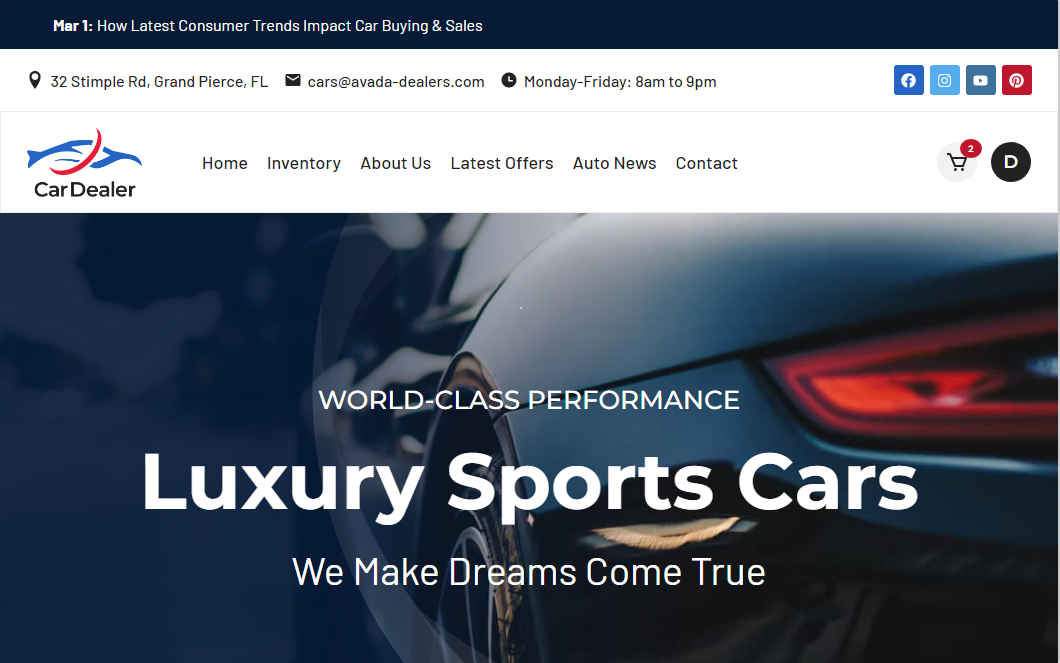 Mar 1: How Latest Consumer Trends Impact Car Buying & Sales
32 Stimple Rd, Grand Pierce, FL cars@avada-dealers.com Monday-Friday: 8am to 9pm
CarDealer
Home Inventory About Us Latest Offers Auto News Contact
2
D
WORLD-CLASS PERFORMANCE
Luxury Sports Cars
We Make Dreams Come True